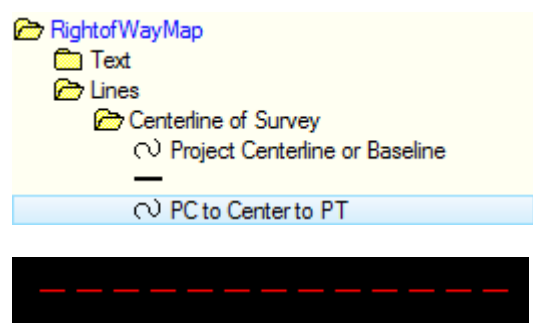 RightofWayMap
Text
Lines
Centerline of Survey
Project Centerline or Baseline
PC to Center to PT